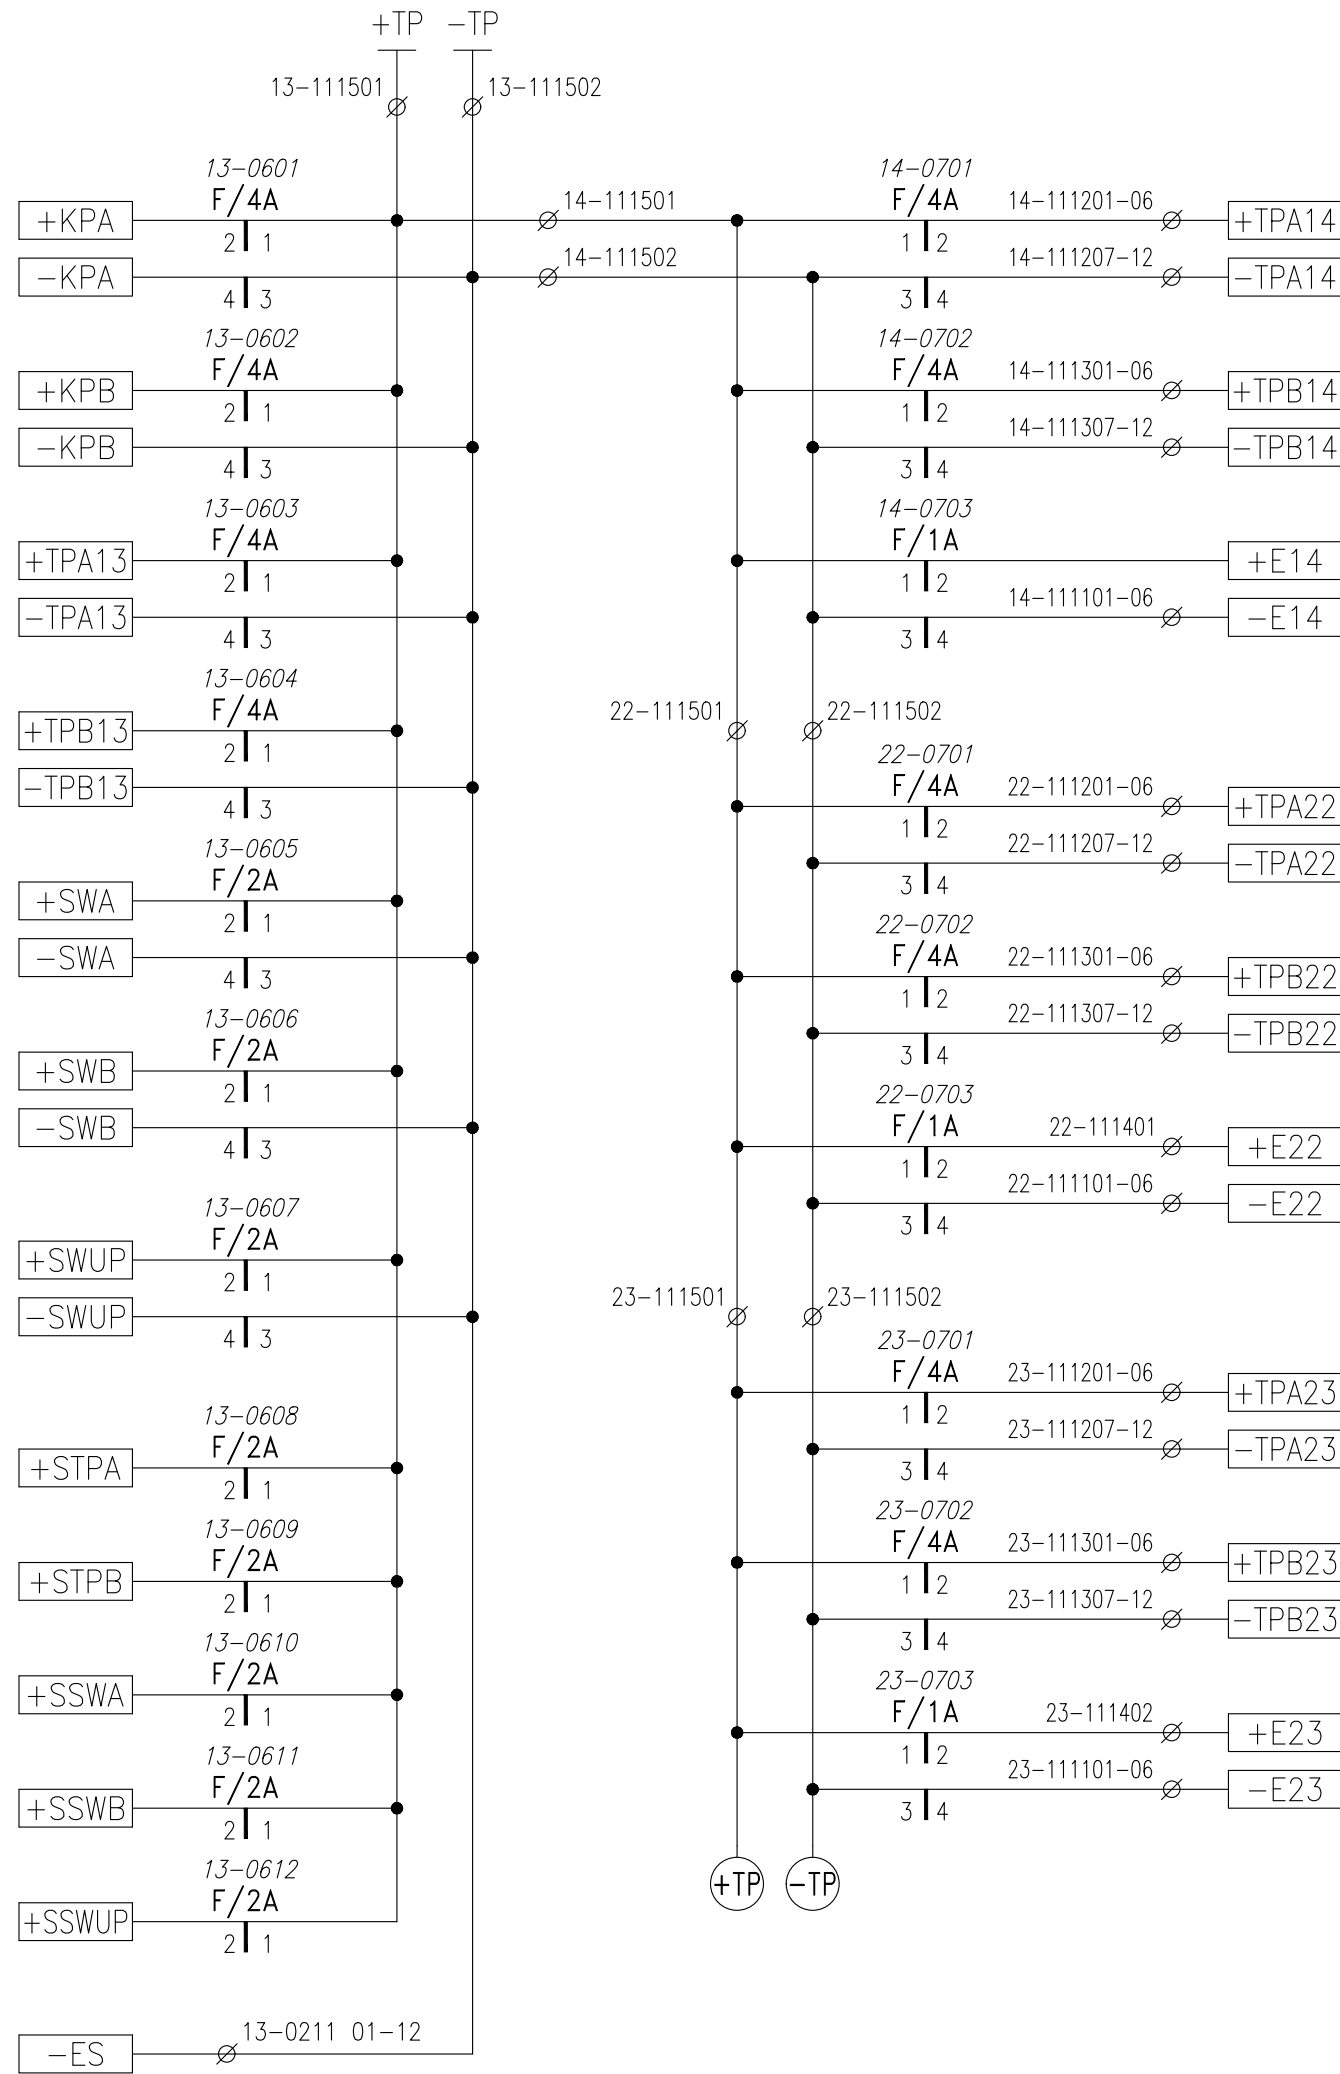 +TP -TP
13-111501 13-111502
13-0601
F/4A
+KPA
2 1
-KPA
4 3
13-0602
F/4A
+KPB
2 1
-KPB
4 3
13-0603
F/4A
+TPA13
2 1
-TPA13
4 3
13-0604
F/4A
+TPB13
2 1
-TPB13
4 3
13-0605
F/2A
+SWA
2 1
-SWA
4 3
13-0606
F/2A
+SWB
2 1
-SWB
4 3
13-0607
F/2A
+SWUP
2 1
-SWUP
4 3
13-0608
F/2A
+STPA
2 1
13-0609
F/2A
+STPB
2 1
13-0610
F/2A
+SSWA
2 1
13-0611
F/2A
+SSWB
2 1
13-0612
F/2A
+SSWUP
2 1
13-0211 01-12
-ES
14-111501
14-111502
14-0701
F/4A 14-111201-06
+TPA14
1 2
14-111207-12
-TPA14
3 4
14-0702
F/4A 14-111301-06
+TPB14
1 2
14-111307-12
-TPB14
3 4
14-0703
F/1A
+E14
1 2
14-111101-06
-E14
3 4
22-111501 22-111502
22-0701
F/4A 22-111201-06
+TPA22
1 2
22-111207-12
-TPA22
3 4
22-0702
F/4A 22-111301-06
+TPB22
1 2
22-111307-12
-TPB22
3 4
22-0703
F/1A 22-111401
+E22
1 2
22-111101-06
-E22
3 4
23-111501 23-111502
23-0701
F/4A 23-111201-06
+TPA23
1 2
23-111207-12
-TPA23
3 4
23-0702
F/4A 23-111301-06
+TPB23
1 2
23-111307-12
-TPB23
3 4
23-0703
F/1A 23-111402
+E23
1 2
23-111101-06
-E23
3 4
+TP -TP